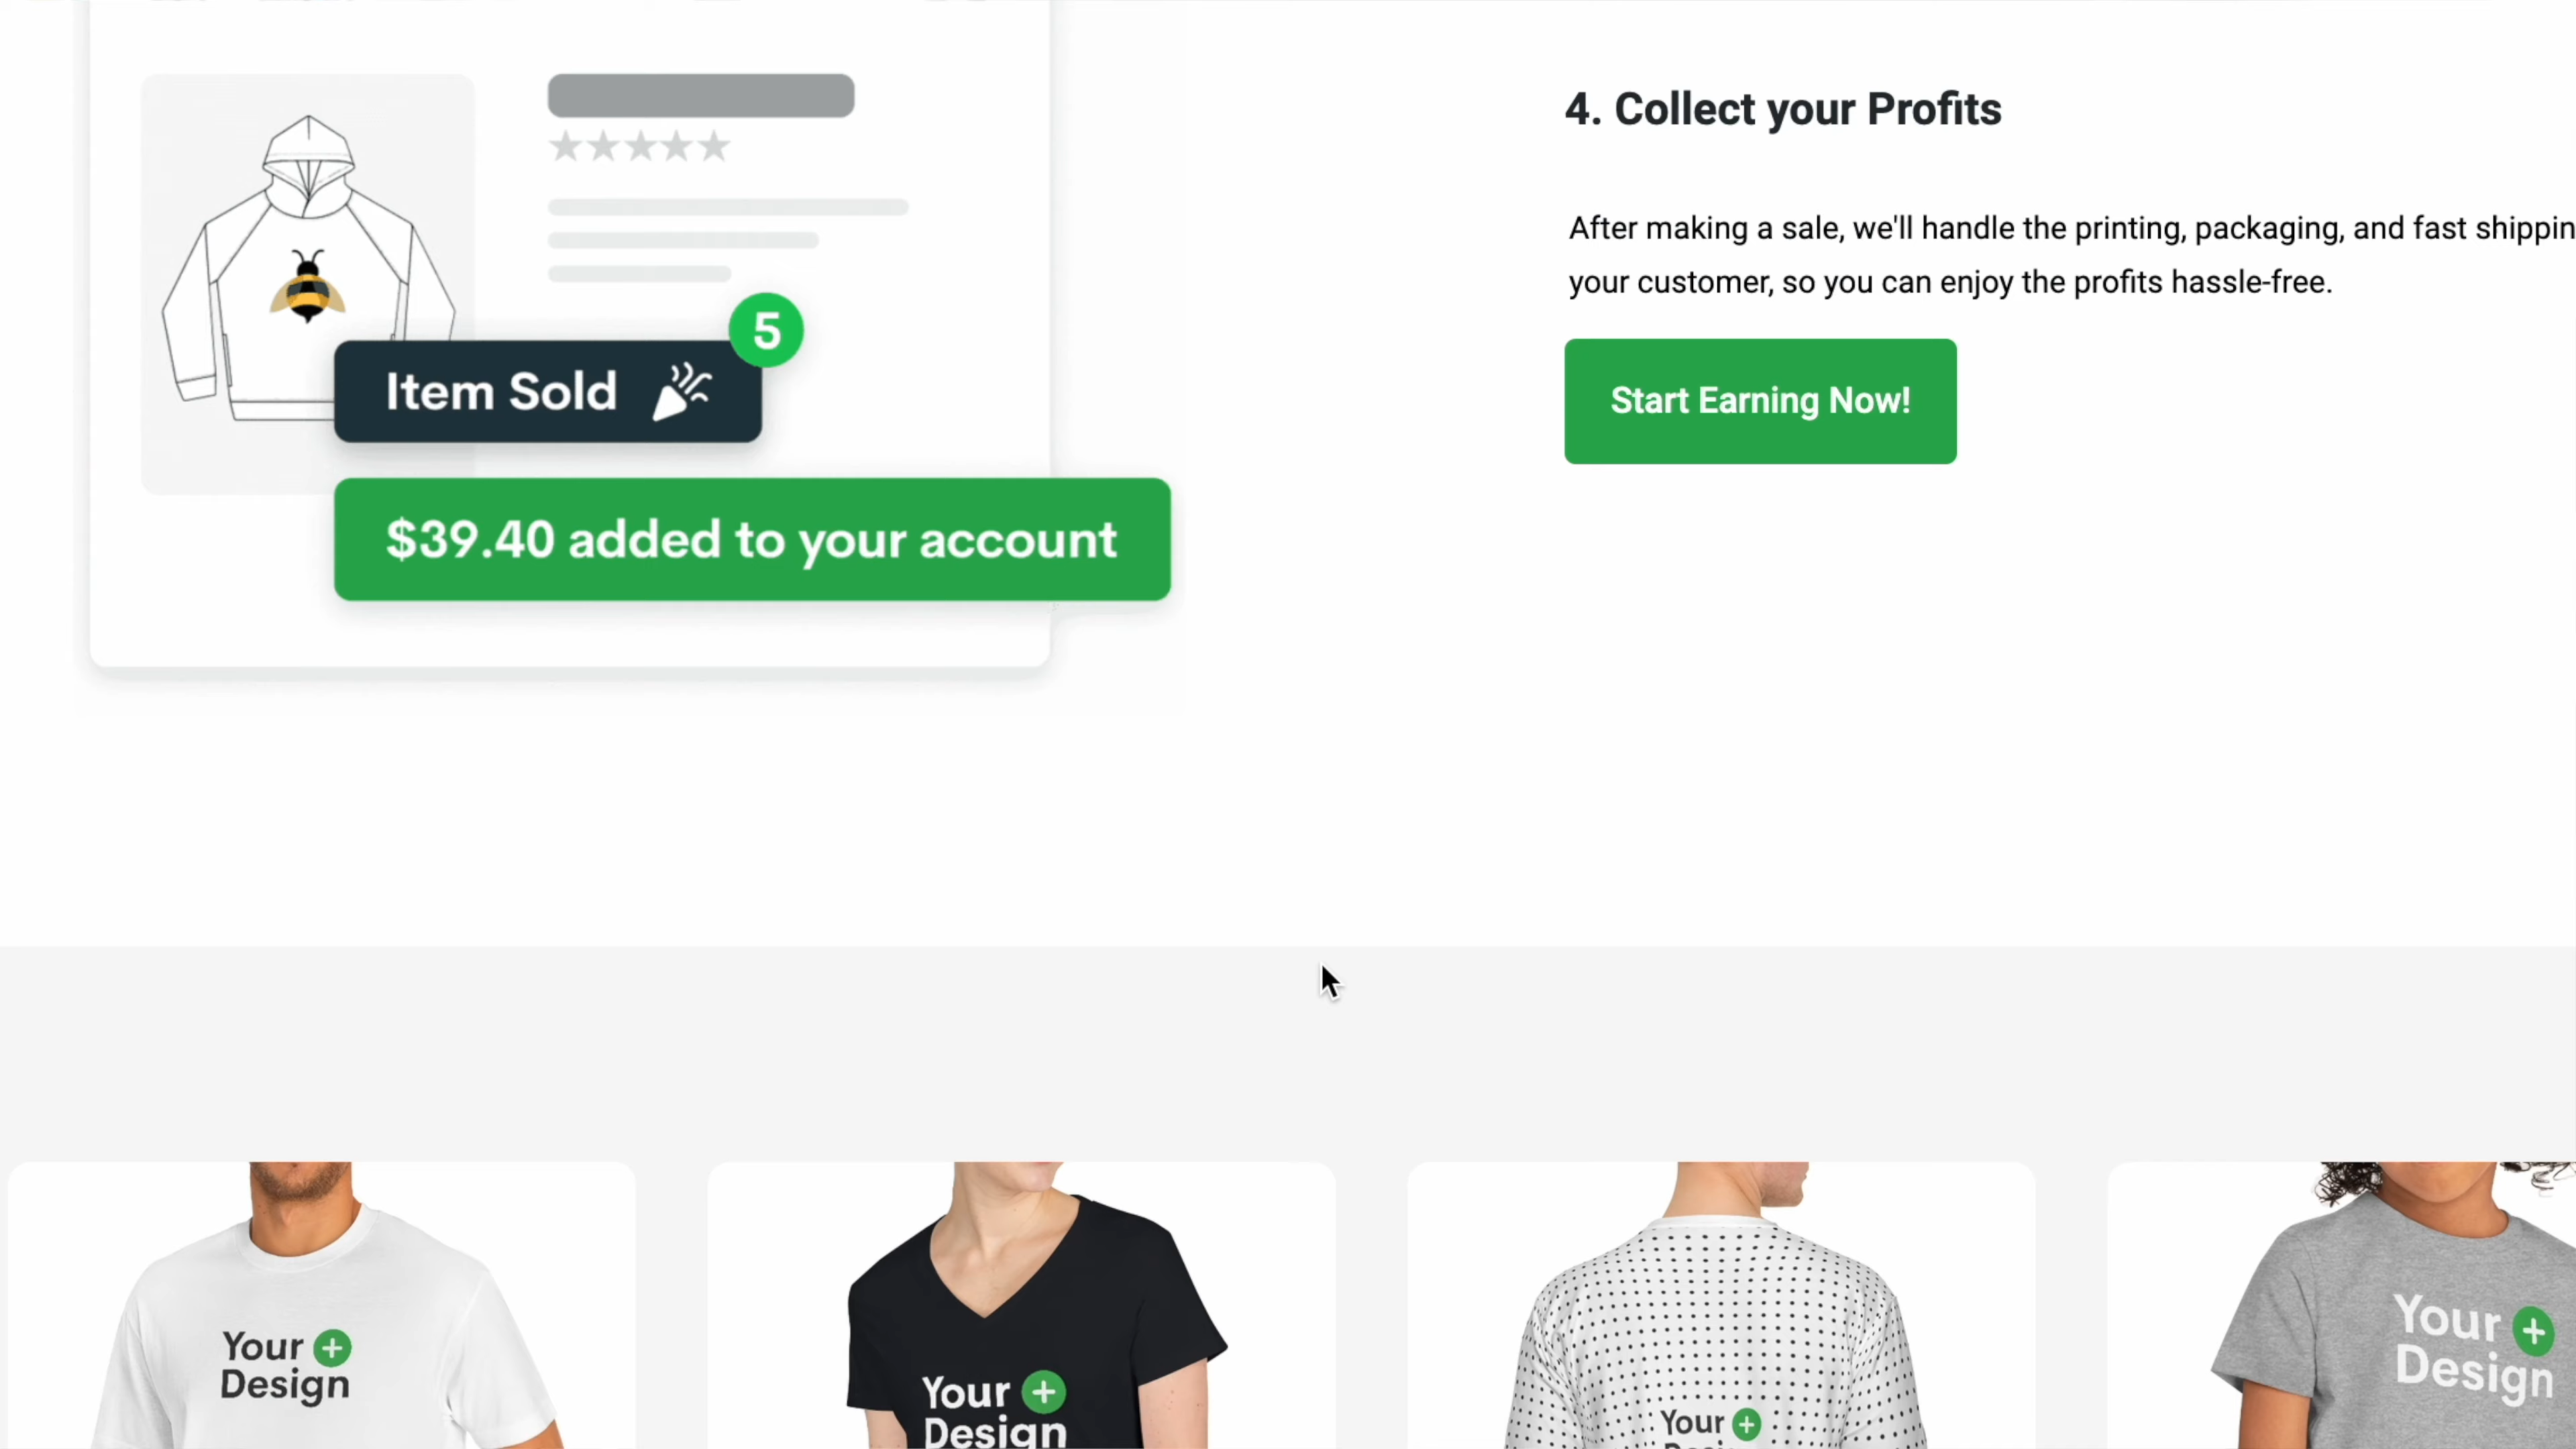 4. Collect your Profits
After making a sale, we'll handle the printing, packaging, and fast
your customer, so you can enjoy the profits hassle-free.
Start Earning Now!
5
Item Sold
$39.40 added to your account
Your
Design
Your
Design
Your
Your
Design